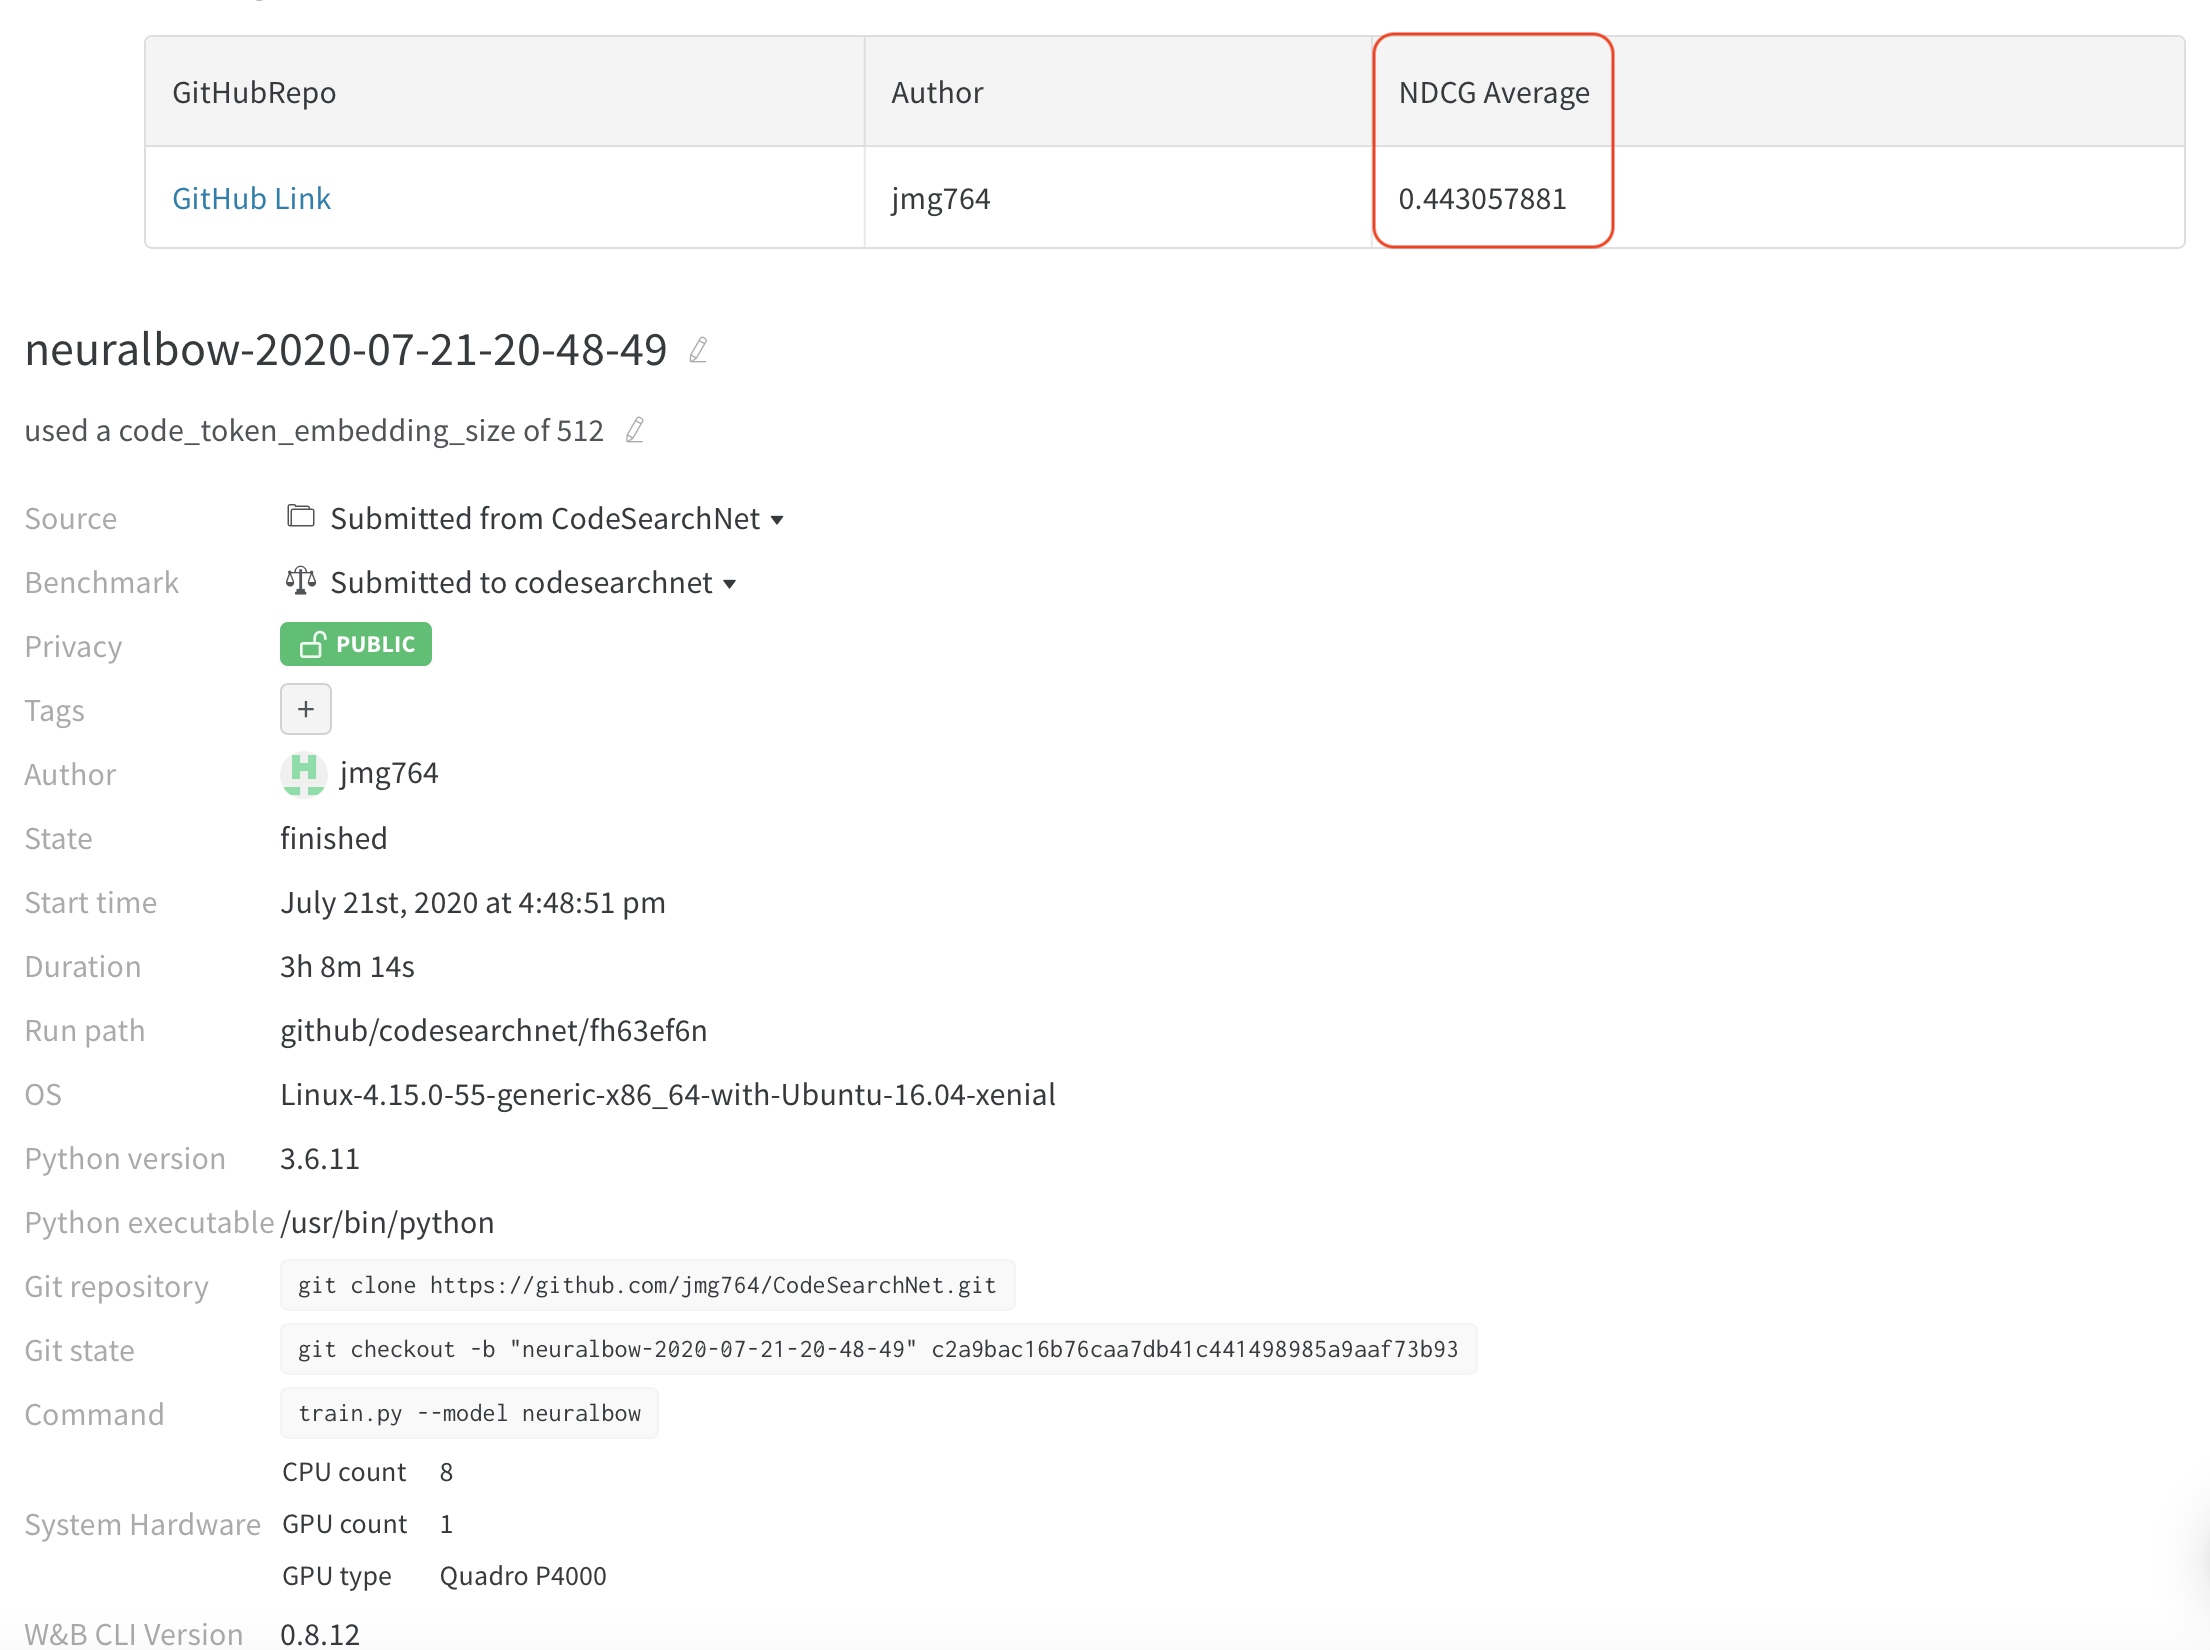 GitHubRepo Author NDCG Average
GitHub Link jmg764 0.443057881
neuralbow-2020-07-21-20-48-49
used a code_token_embedding_size of 512
Source Submitted from CodeSearchNet
Benchmark Submitted to codesearchnet
Privacy PUBLIC
Tags +
Author jmg764
State finished
Start time July 21st, 2020 at 4:48:51 pm
Duration 3h 8m 14s
Run path github/codesearchnet/fh63ef6n
OS Linux-4.15.0-55-generic-x86_64-with-Ubuntu-16.04-xenial
Python version 3.6.11
Python executable /usr/bin/python
Git repository git clone https://github.com/jmg764/CodeSearchNet.git
Git state git checkout -b "neuralbow-2020-07-21-20-48-49" c2a9bac16b76caa7db41c441498985a9aaf73b93
Command train.py --model neuralbow
CPU count 8
System Hardware GPU count 1
GPU type Quadro P4000
W&B CLI Version 0.8.12